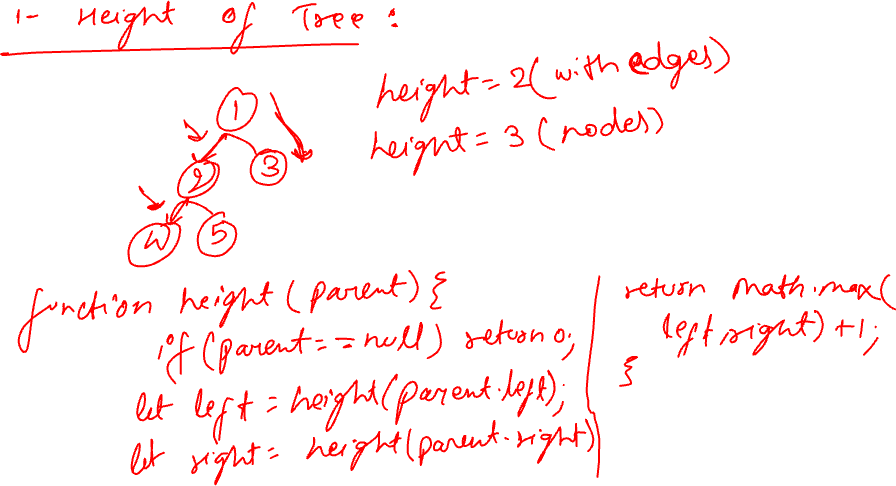 1- Height of Tree :
height = 2 (with edges)
height = 3 (nodes)
1
2 3
4 5
function height (parent) {
if (parent == null) return 0;
let left = height(parent.left);
let right = height(parent.right)
return Math.max(
left, right) + 1;
}